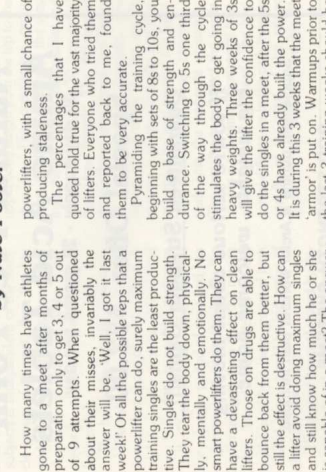 How many times have athletes
gone to a meet after months of
preparation only to get 3, 4 or 5 out
of 9 attempts. When questioned
about their misses, invariably the
answer will be, "Well, I got it last
week!" Of all the possible reps that a
powerlifter can do, surely maximum
training singles are the least produc-
tive. Singles do not build strength.
They tear the body down, physical-
ly, mentally and emotionally. No
smart powerlifters do them. They can
have a devastating effect on clean
lifters. Those on drugs are able to
bounce back from them better, but
still the effect is destructive. How can
a lifter avoid doing maximum singles
and still know how much he or she
powerlifters, with a small chance of
producing staleness.
The percentages that I have
quoted hold true for the vast majority
of lifters. Everyone who tried them
and reported back to me, found
them to be very accurate.
Pyramiding the training cycle,
beginning with sets of 8s to 10s, you
build a base of strength and en-
durance. Switching to 5s one third
of the way through the cycle
stimulates the body to get going in
heavy weights. Three weeks of 3s
will give the lifter the confidence to
do the singles in a meet, after the 5s
or 4s have already built the power.
It is during this 3 weeks that the meet
armor is put on. Warmups prior to